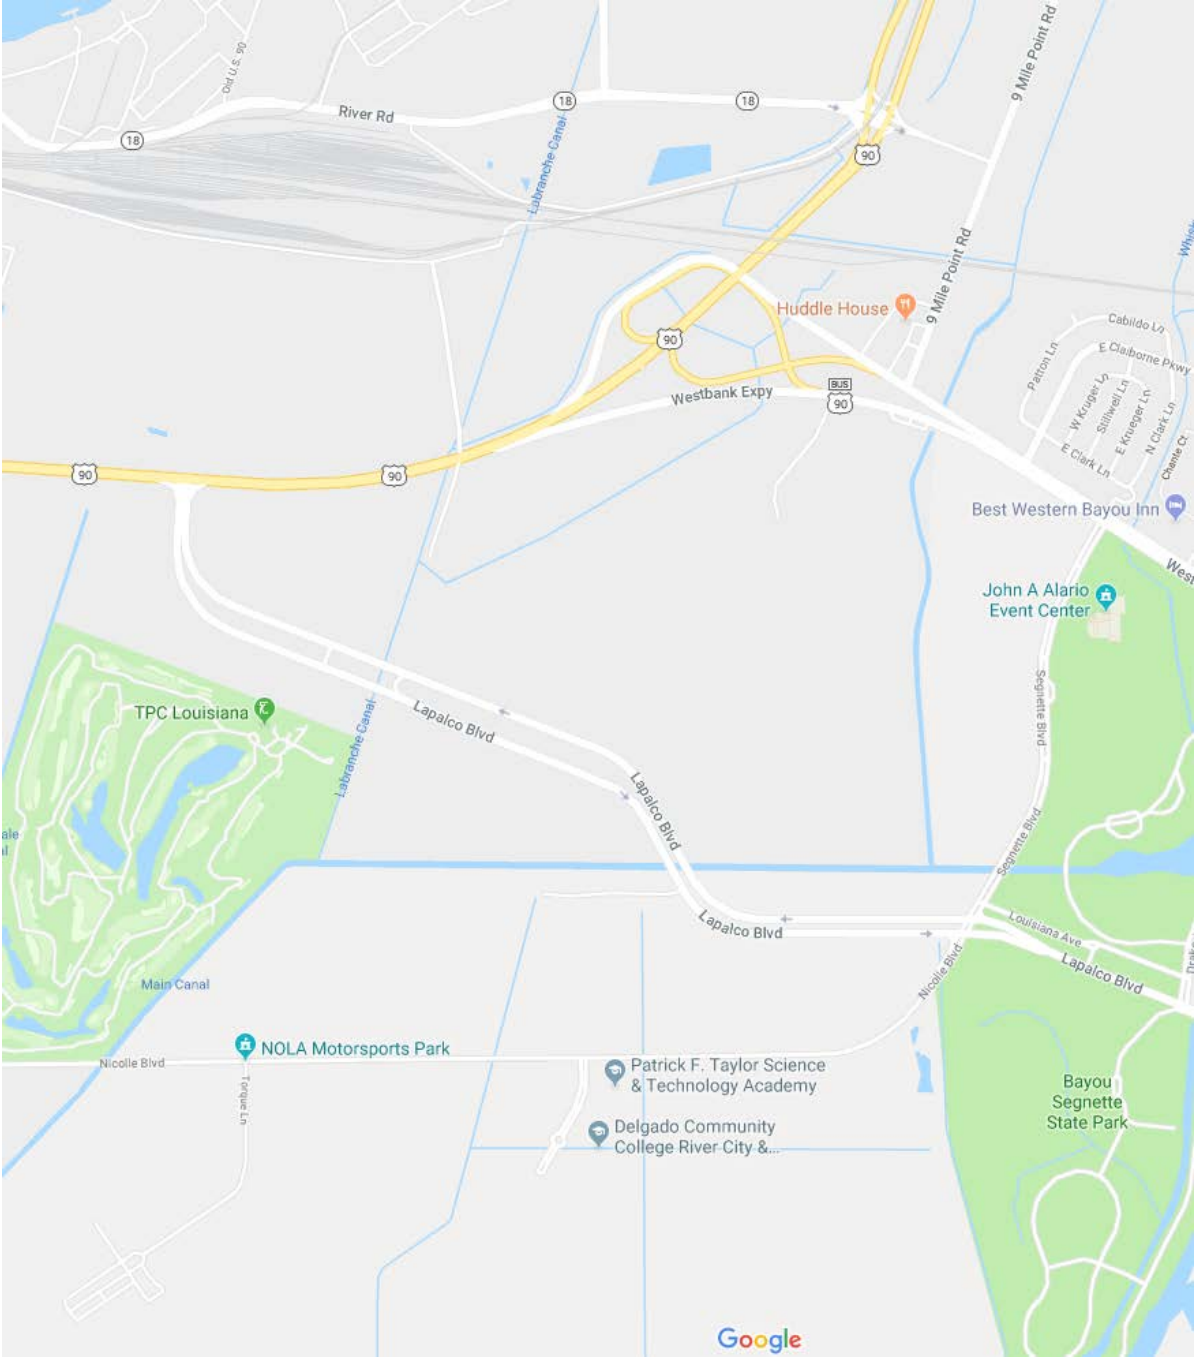 Old U.S. 90
9 Mile Point Rd
18
18
River Rd
18
90
Labranche Canal
9 Mile Point Rd
Huddle House
Cabildo Ln
90
Patron Ln
E Claiborne Pkwy
Westbank Expy
BUS
90
W Kruger Ln
Stillwell Ln
E Krueger Ln
N Clark Ln
E Clark Ln
Chante Ct
90
90
Best Western Bayou Inn
John A Alario
Event Center
Segnette Blvd
TPC Louisiana
Labranche Canal
Lapalco Blvd
Lapalco Blvd
Segnette Blvd
Lapalco Blvd
Louisiana Ave
Lapalco Blvd
Nicolle Blvd
Main Canal
NOLA Motorsports Park
Nicolle Blvd
Torque Ln
Patrick F. Taylor Science
& Technology Academy
Bayou
Segnette
State Park
Delgado Community
College River City &...
Google